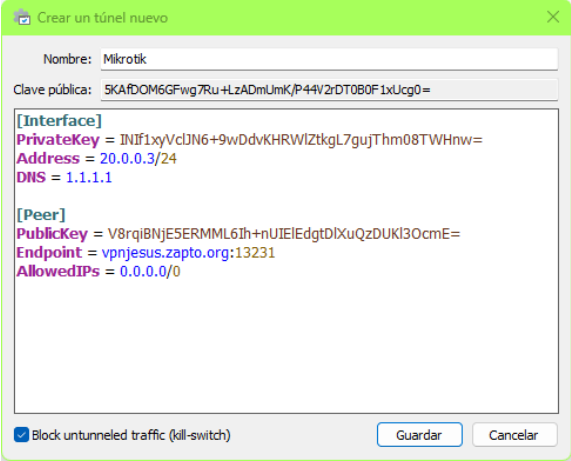 Crear un túnel nuevo
Nombre: Mikrotik
Clave pública: 5KAfDOM6GFwg7Ru+LzADmUmK/P44V2rDT0B0F1xUcg0=
[Interface]
PrivateKey = INIf1xyVclJN6+9wDdvKHRWlZtkgL7gujThm08TWHnw=
Address = 20.0.0.3/24
DNS = 1.1.1.1
[Peer]
PublicKey = V8rqiBNjE5ERMML6Ih+nUIElEdgtDlXuQzDUKl3OcmE=
Endpoint = vpnjesus.zapto.org:13231
AllowedIPs = 0.0.0.0/0
Block untunneled traffic (kill-switch)
Guardar
Cancelar